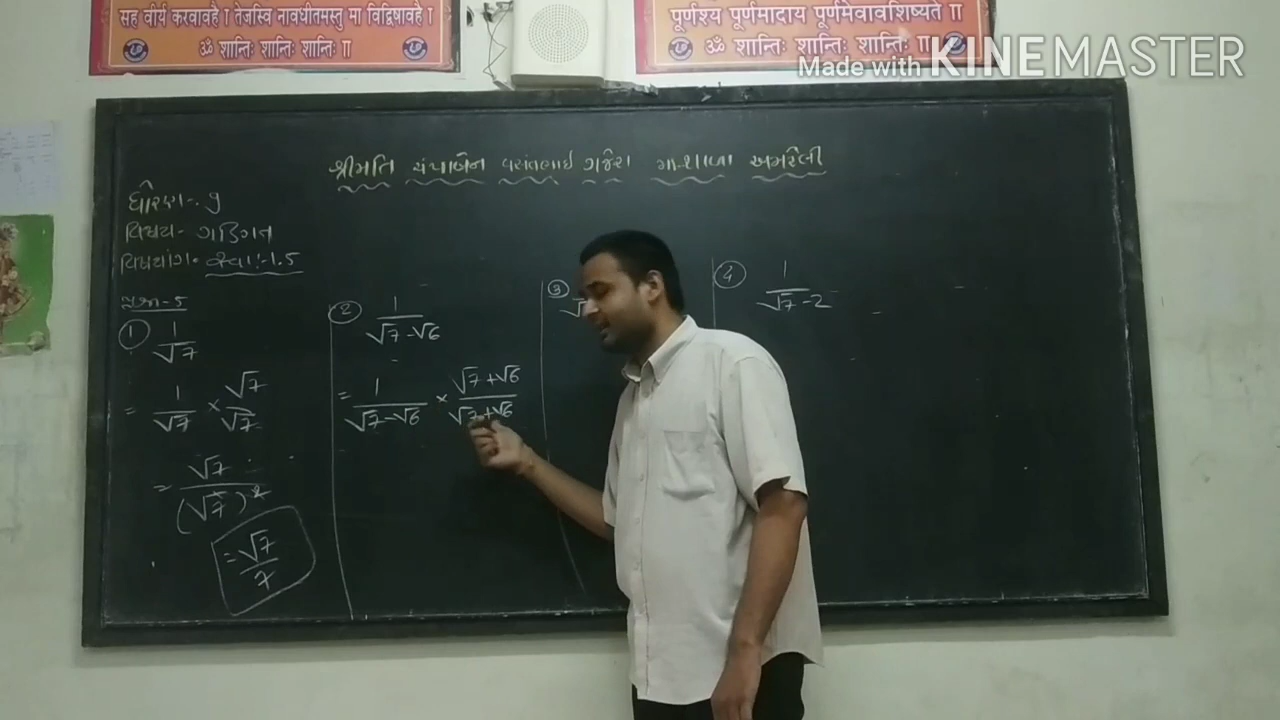 सह वीर्य करवावहै । तेजस्वि नावधीतमस्तु मा विद्विषावहै ।
ॐ शान्तिः शान्तिः शान्तिः ॥
पूर्णश्य पूर्णमादाय पूर्णमेवावशिष्यते ॥
ॐ शान्तिः शान्तिः शान्तिः ॥
Made with KINEMASTER
શ્રીમતિ ચંપાબેન વસંતભાઇ ગજેરા મા.શાળા અમરેલી
ધોરણ - ૭
વિષય - ગણિત
વિષયાંગ - સ્વા. - 1.5
પ્રશ્ન - 5
① 1/√7
= 1/√7 × √7/√7
= √7/(√7)²
= √7/7
② 1/(√7-√6)
= 1/(√7-√6) × (√7+√6)/(√7+√6)
③
④ 1/(√7-2)